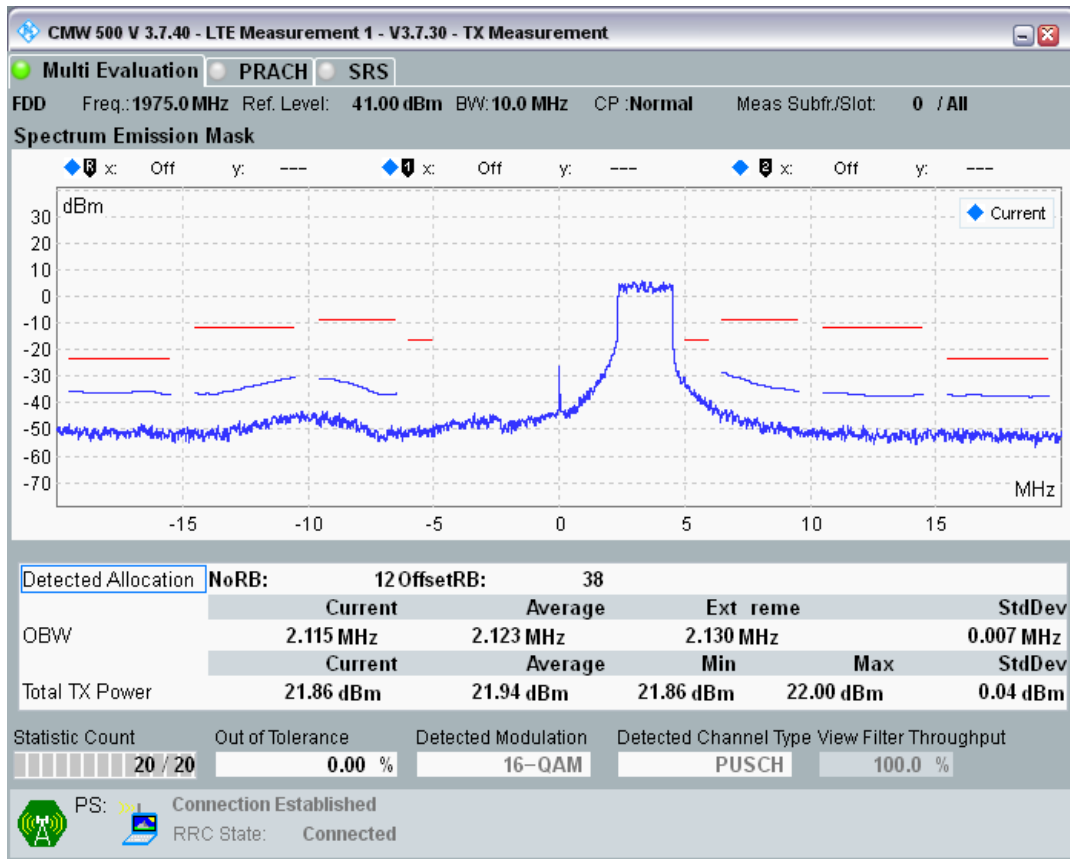 CMW 500 V 3.7.40 - LTE Measurement 1 - V3.7.30 - TX Measurement
Multi Evaluation PRACH SRS
FDD Freq.: 1975.0 MHz Ref. Level: 41.00 dBm BW: 10.0 MHz CP :Normal Meas Subfr./Slot: 0 / All
Spectrum Emission Mask
R x: Off y: --- 1 x: Off y: --- 2 x: Off y: ---
dBm
Current
30
20
10
0
-10
-20
-30
-40
-50
-60
-70
MHz
-15 -10 -5 0 5 10 15
Detected Allocation NoRB: 12 OffsetRB: 38
Current Average Ext reme StdDev
OBW 2.115 MHz 2.123 MHz 2.130 MHz 0.007 MHz
Current Average Min Max StdDev
Total TX Power 21.86 dBm 21.94 dBm 21.86 dBm 22.00 dBm 0.04 dBm
Statistic Count Out of Tolerance Detected Modulation Detected Channel Type View Filter Throughput
20 / 20 0.00 % 16-QAM PUSCH 100.0 %
PS: Connection Established
RRC State: Connected